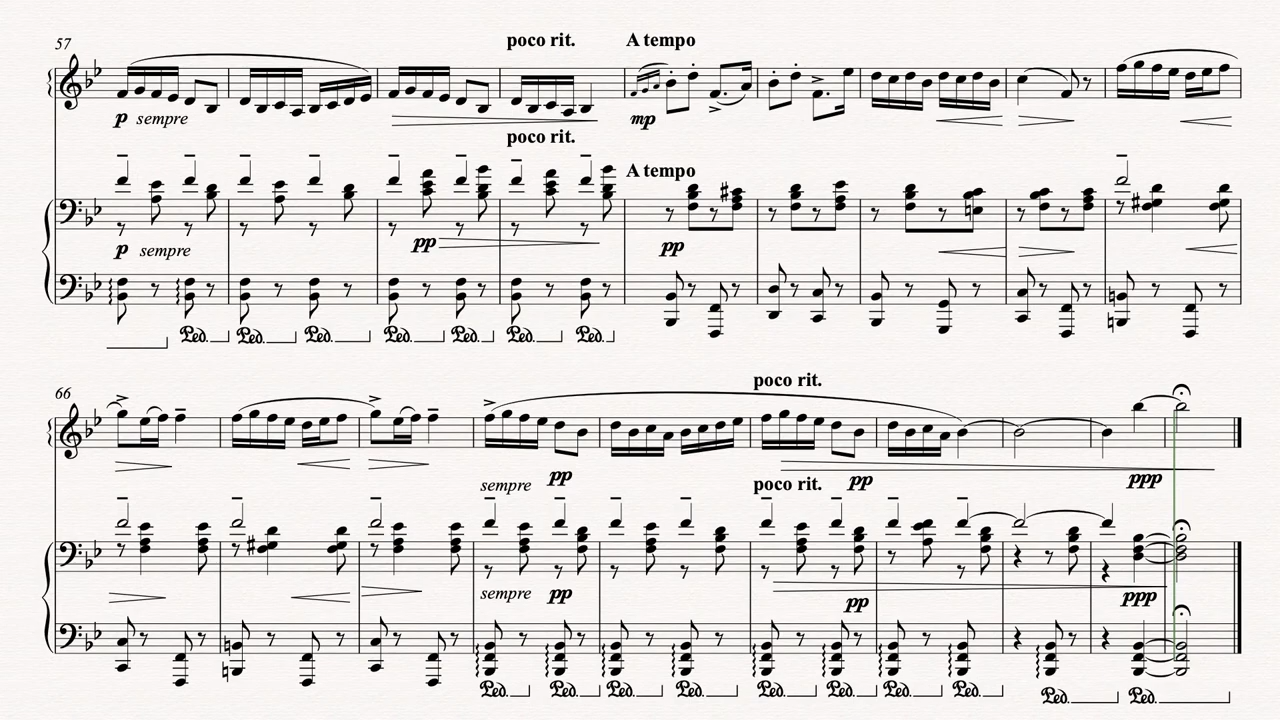 poco rit. A tempo
57
p sempre mp
poco rit.
A tempo
p sempre pp pp
Ped. Ped. Ped. Ped. Ped. Ped. Ped.
poco rit.
66
sempre pp pp ppp
poco rit.
sempre pp pp ppp
Ped. Ped. Ped. Ped. Ped. Ped. Ped. Ped. Ped. Ped.